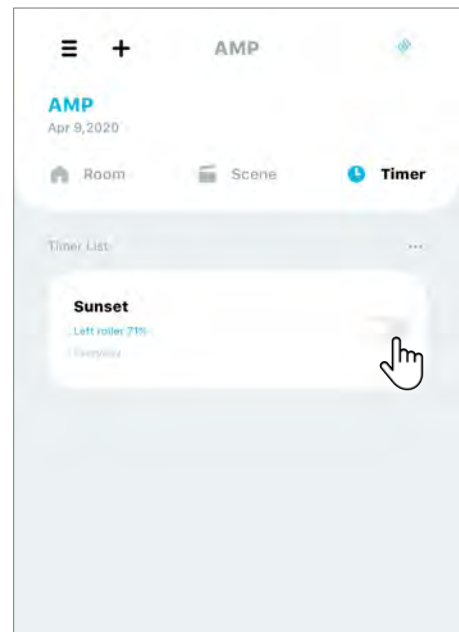 AMP
AMP
Apr 9,2020
Room Scene Timer
Timer List
Sunset
Left roller 71%
Everyday